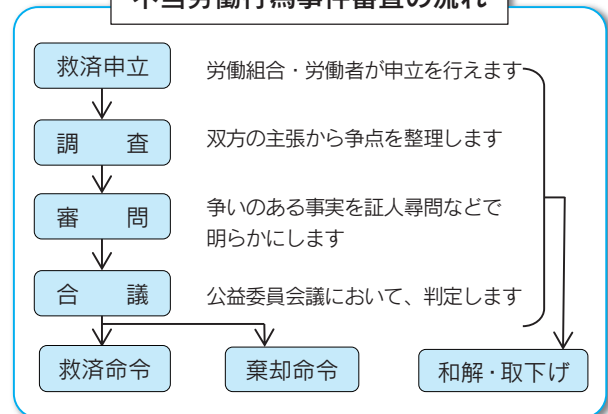 不当労働行為事件審査の流れ
救済申立
労働組合・労働者が申立を行えます
調　査
双方の主張から争点を整理します
審　問
争いのある事実を証人尋問などで
明らかにします
合　議
公益委員会議において、判定します
救済命令
棄却命令
和解・取下げ